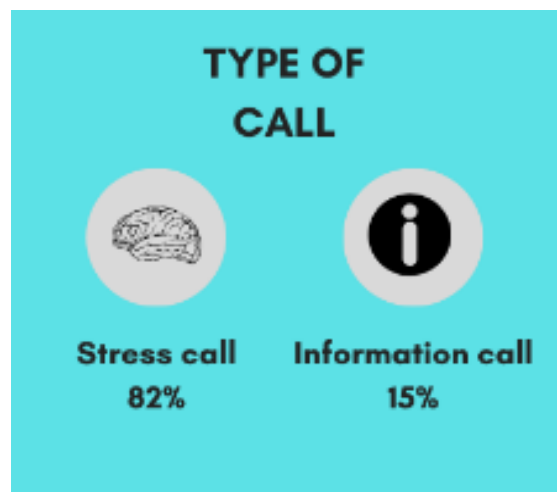 TYPE OF
CALL
Stress call
82%
Information call
15%